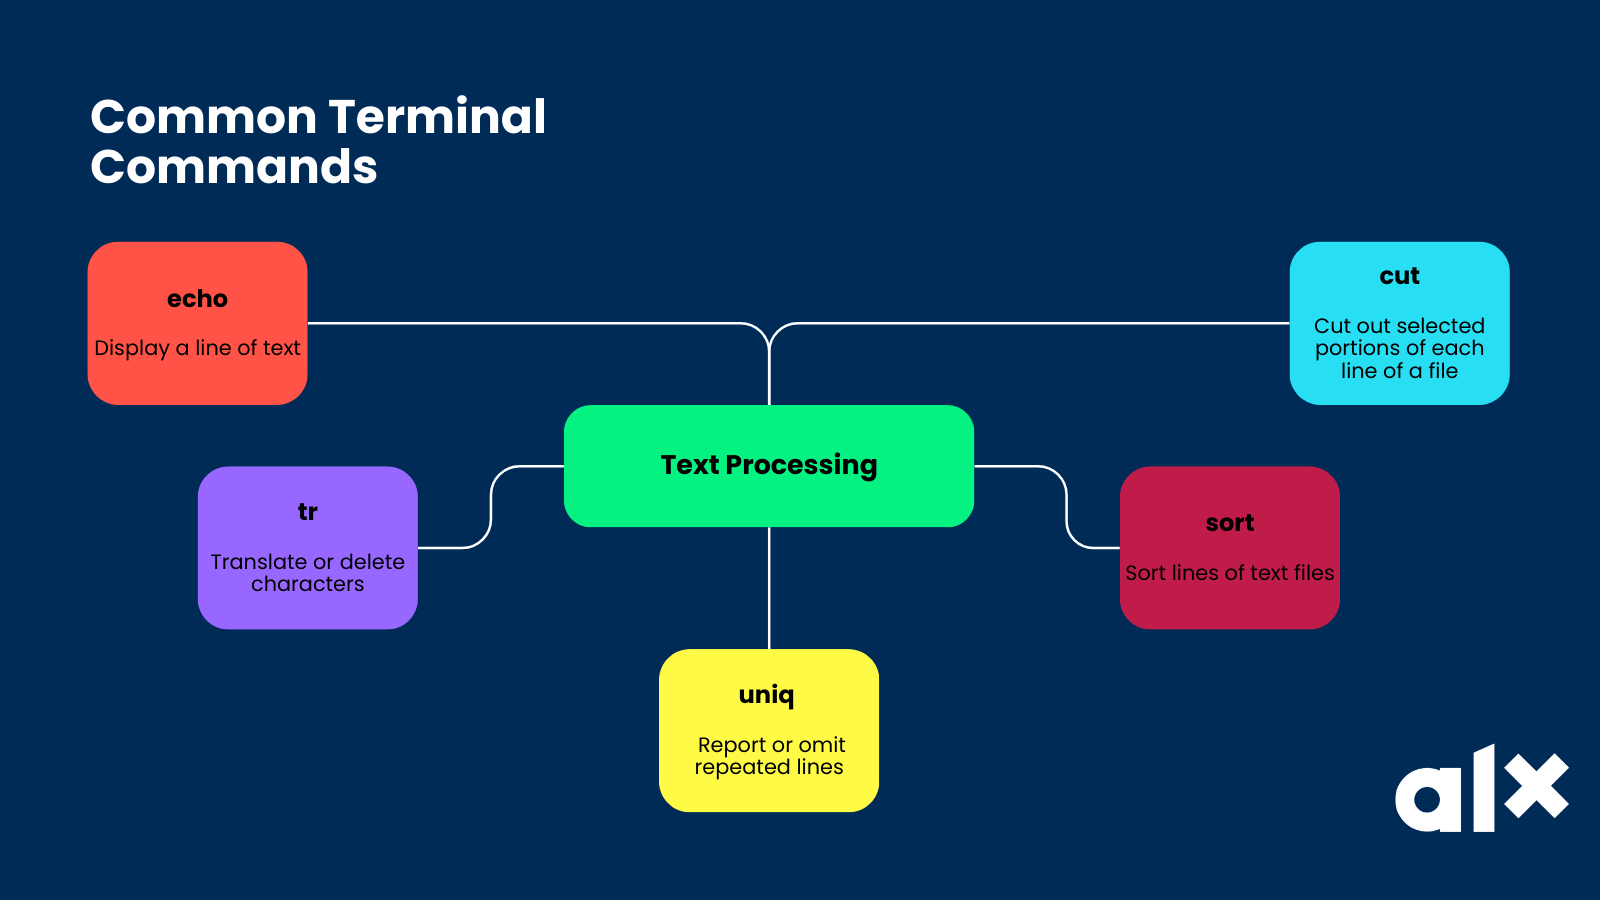 Common Terminal
Commands
echo
Display a line of text
cut
Cut out selected
portions of each
line of a file
Text Processing
tr
Translate or delete
characters
sort
Sort lines of text files
uniq
Report or omit
repeated lines
alx